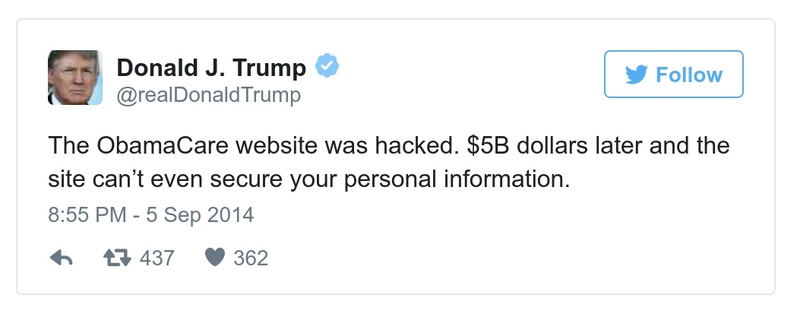 Donald J. Trump
@realDonaldTrump
Follow
The ObamaCare website was hacked. $5B dollars later and the
site can’t even secure your personal information.
8:55 PM - 5 Sep 2014
437 362